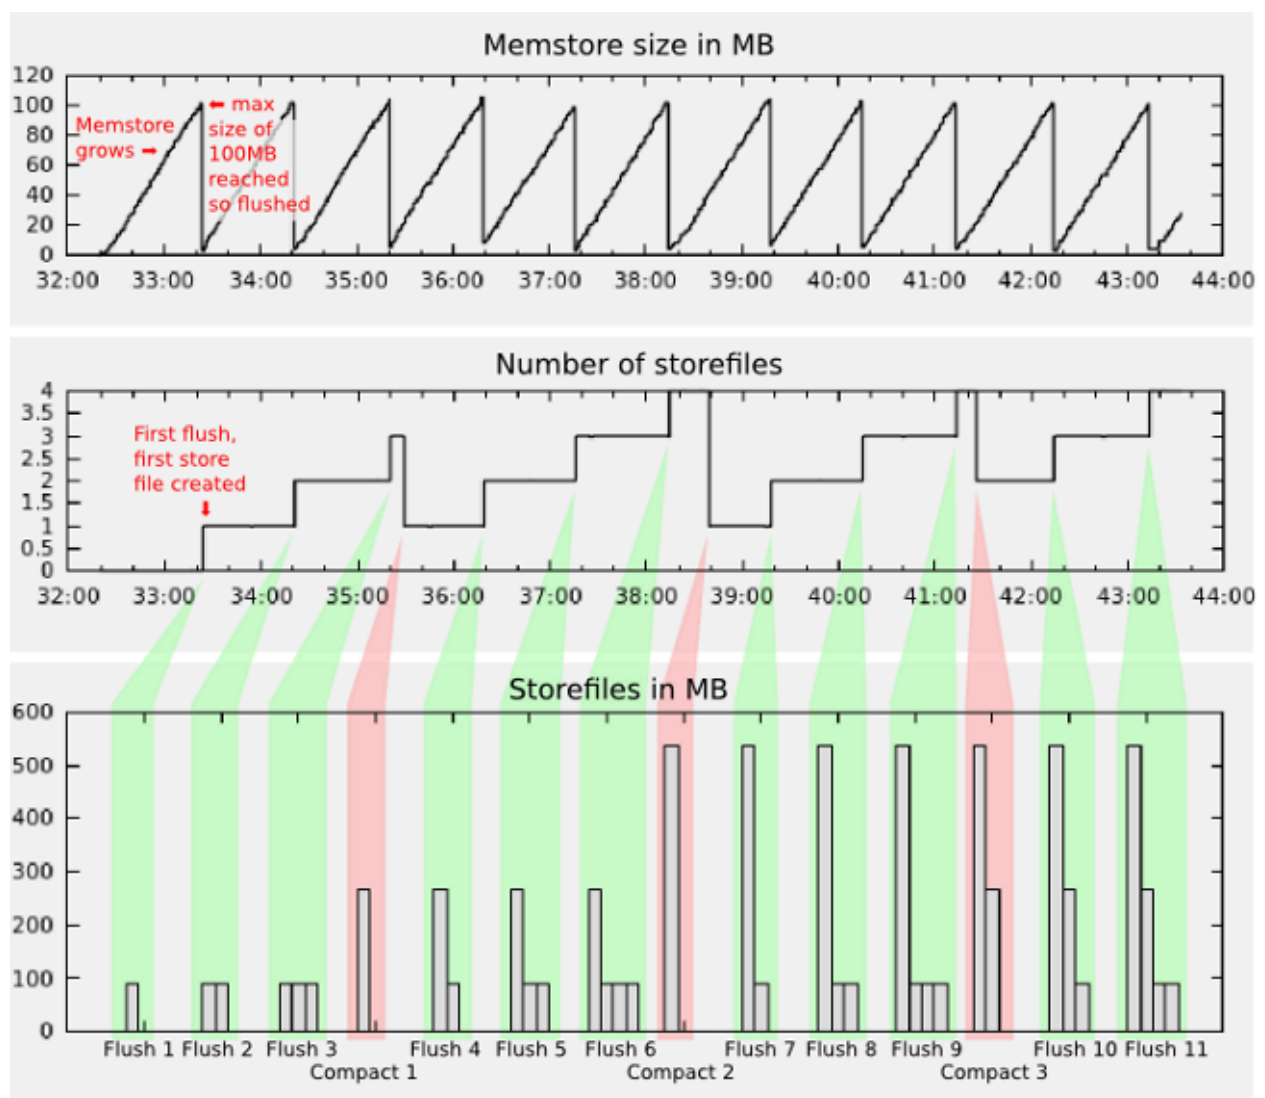 Memstore size in MB
120
100
80
60
40
20
0
Memstore
grows ➡
⬅ max
size of
100MB
reached
so flushed
32:00 33:00 34:00 35:00 36:00 37:00 38:00 39:00 40:00 41:00 42:00 43:00 44:00
Number of storefiles
4
3.5
3
2.5
2
1.5
1
0.5
0
First flush,
first store
file created
32:00 33:00 34:00 35:00 36:00 37:00 38:00 39:00 40:00 41:00 42:00 43:00 44:00
Storefiles in MB
600
500
400
300
200
100
0
Flush 1 Flush 2 Flush 3 Flush 4 Flush 5 Flush 6 Flush 7 Flush 8 Flush 9 Flush 10 Flush 11
Compact 1 Compact 2 Compact 3